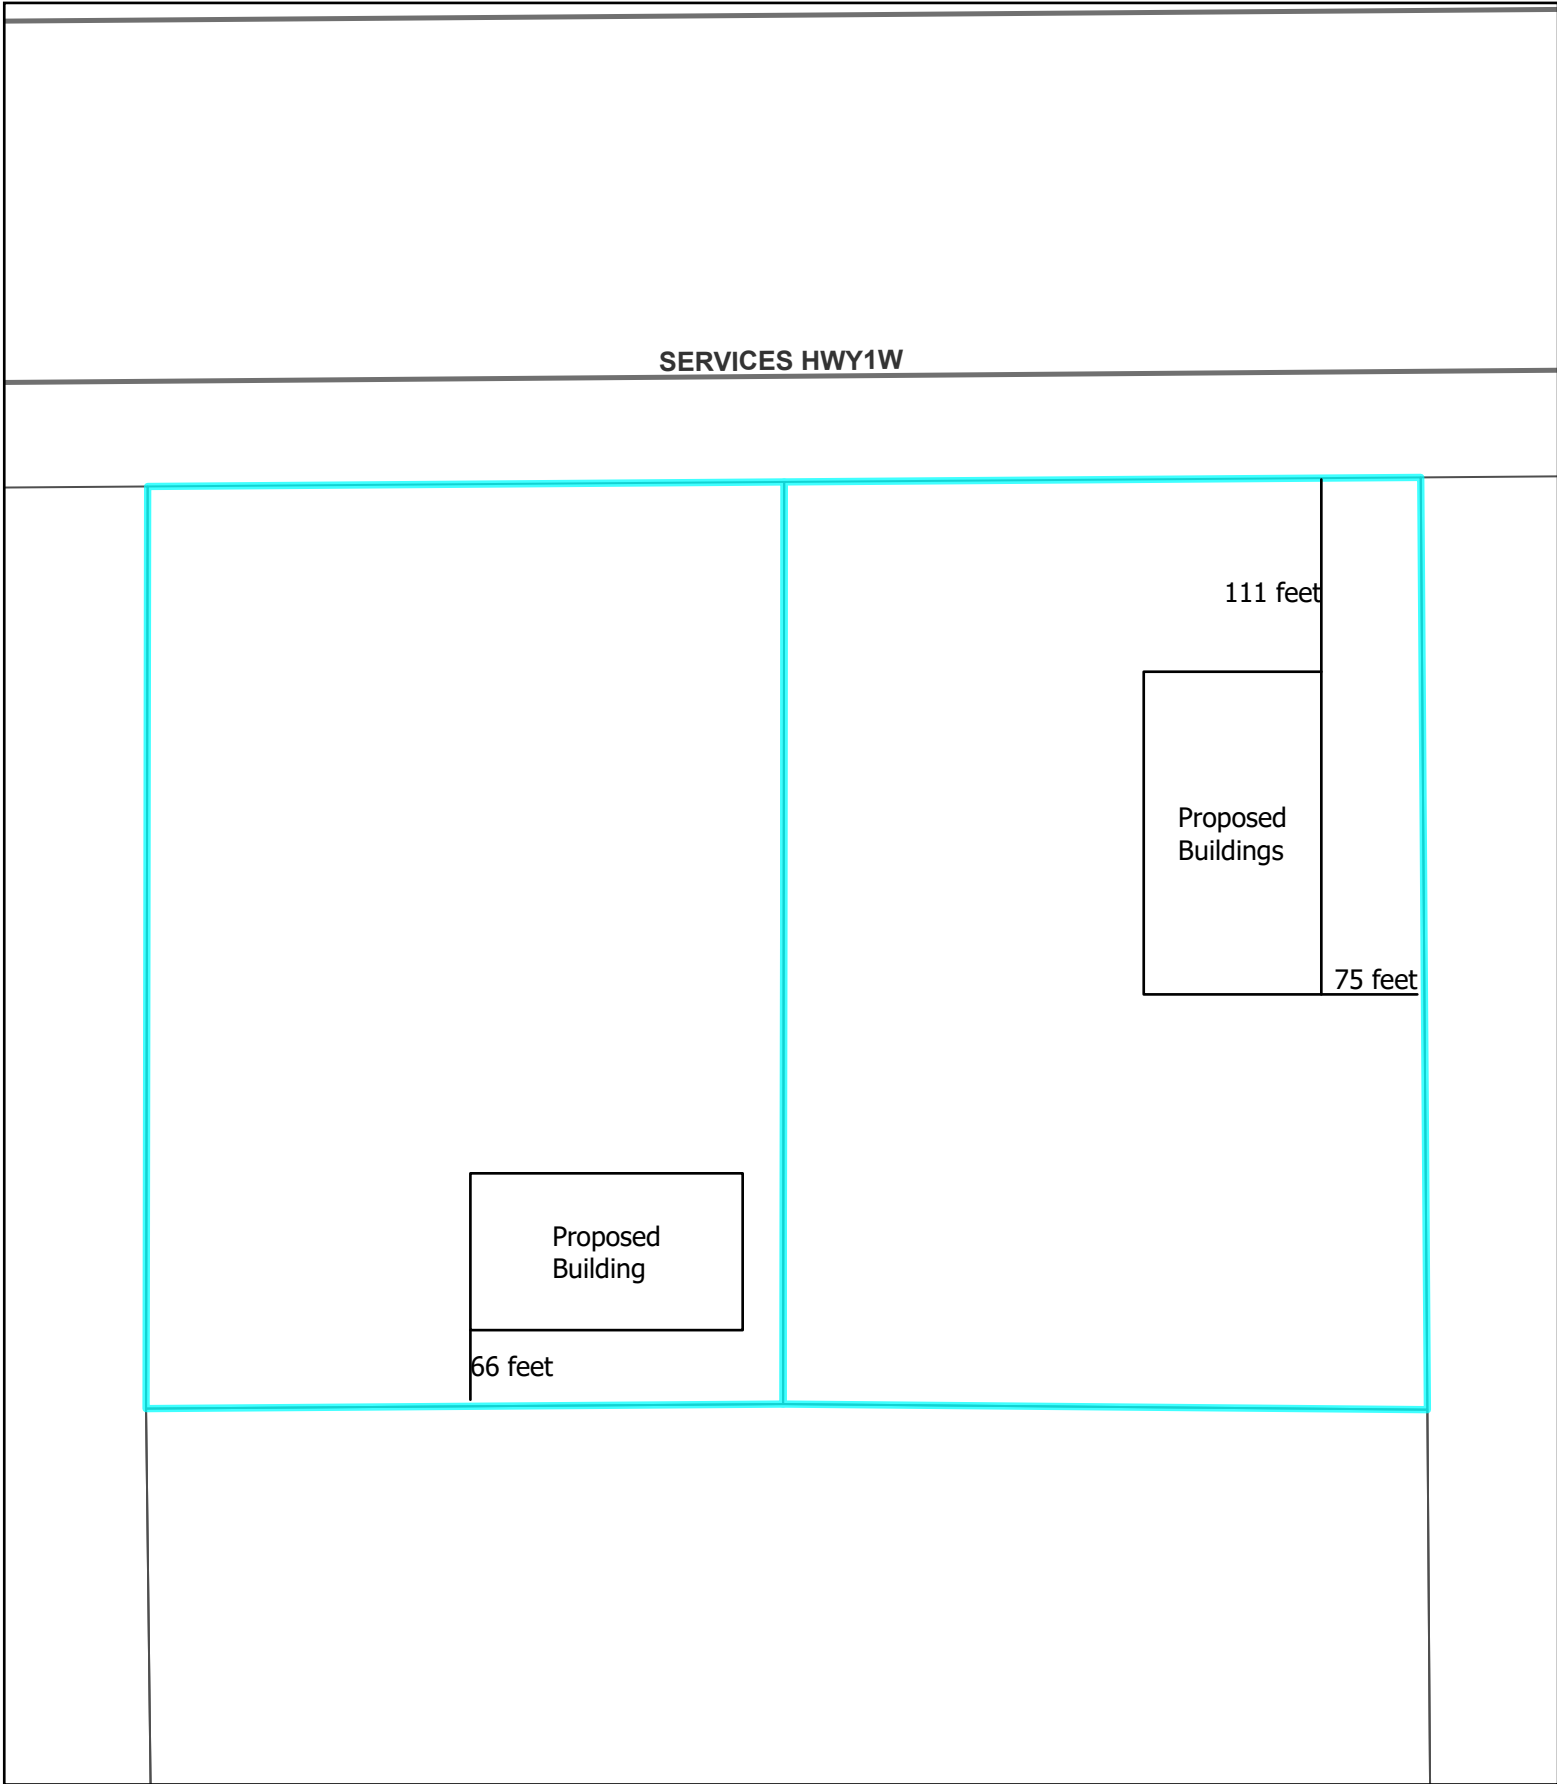 SERVICES HWY1W
111 feet
Proposed
Buildings
75 feet
Proposed
Building
66 feet